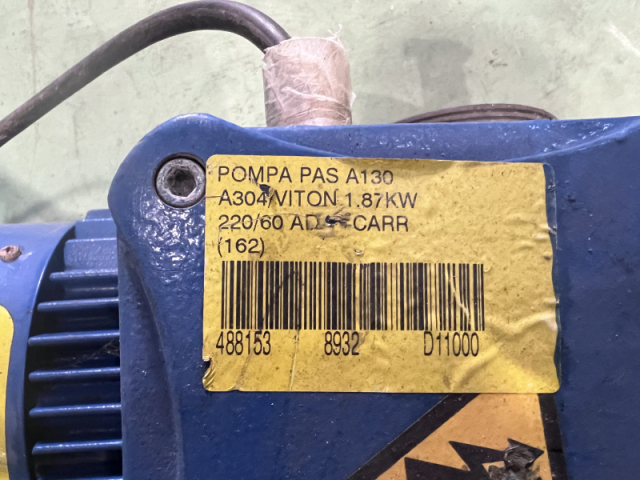 POMPA PAS A130
A304/VITON 1.87KW
220/60 AD CARR
(162)
488153 8932 D11000